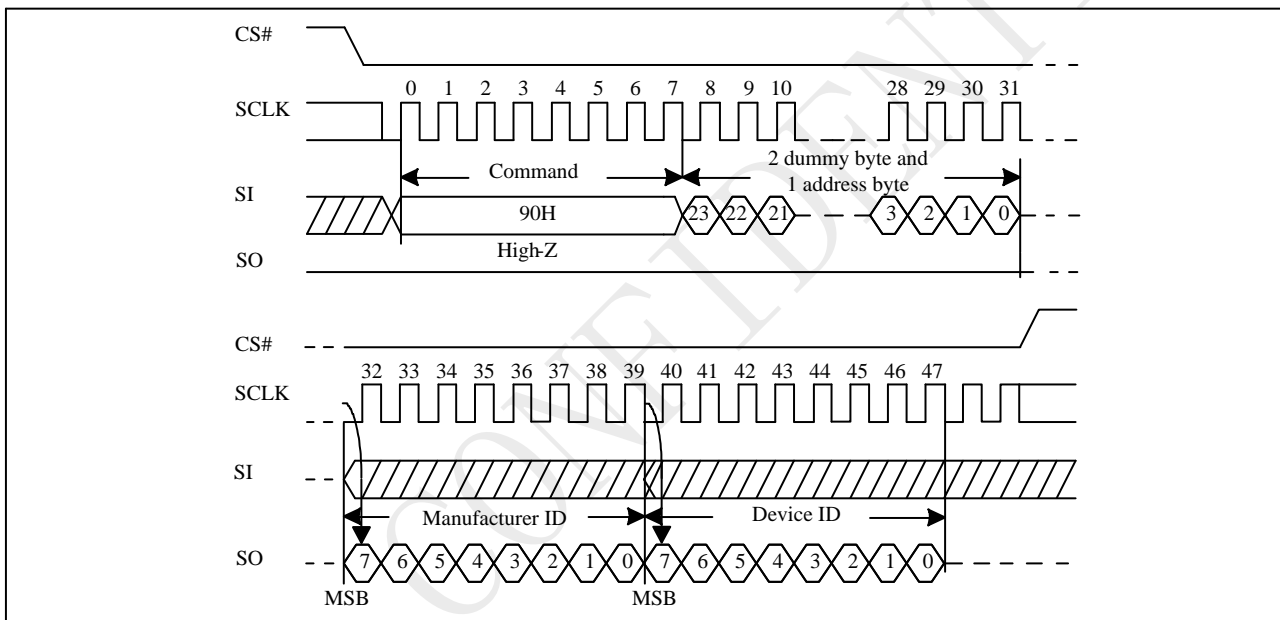 CS#
0 1 2 3 4 5 6 7 8 9 10 28 29 30 31
SCLK
Command
2 dummy byte and
1 address byte
SI
90H
23 22 21 3 2 1 0
High-Z
SO
CS#
32 33 34 35 36 37 38 39 40 41 42 43 44 45 46 47
SCLK
SI
Manufacturer ID Device ID
SO
7 6 5 4 3 2 1 0 7 6 5 4 3 2 1 0
MSB MSB
CONFIDENT